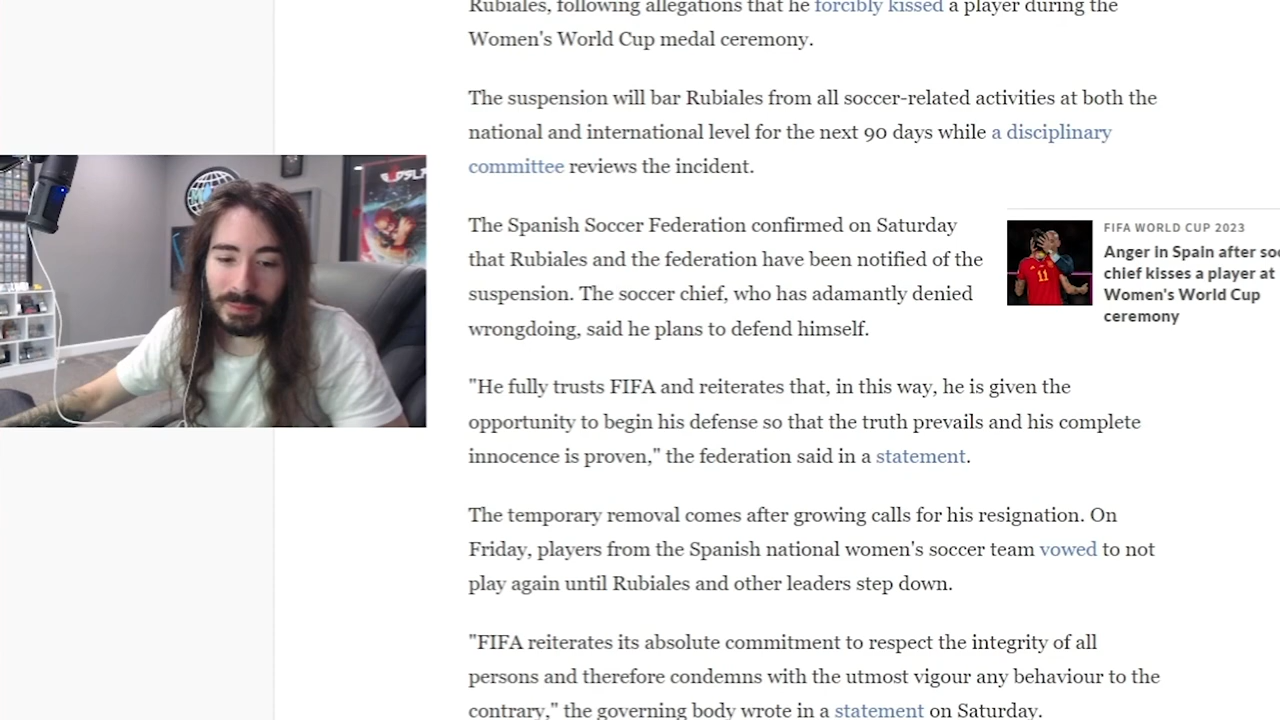 Rubiales, following allegations that he forcibly kissed a player during the
Women's World Cup medal ceremony.
The suspension will bar Rubiales from all soccer-related activities at both the
national and international level for the next 90 days while a disciplinary
committee reviews the incident.
The Spanish Soccer Federation confirmed on Saturday
that Rubiales and the federation have been notified of the
suspension. The soccer chief, who has adamantly denied
wrongdoing, said he plans to defend himself.
FIFA WORLD CUP 2023
Anger in Spain after soc
chief kisses a player at
Women's World Cup
ceremony
11
"He fully trusts FIFA and reiterates that, in this way, he is given the
opportunity to begin his defense so that the truth prevails and his complete
innocence is proven," the federation said in a statement.
The temporary removal comes after growing calls for his resignation. On
Friday, players from the Spanish national women's soccer team vowed to not
play again until Rubiales and other leaders step down.
"FIFA reiterates its absolute commitment to respect the integrity of all
persons and therefore condemns with the utmost vigour any behaviour to the
contrary," the governing body wrote in a statement on Saturday.